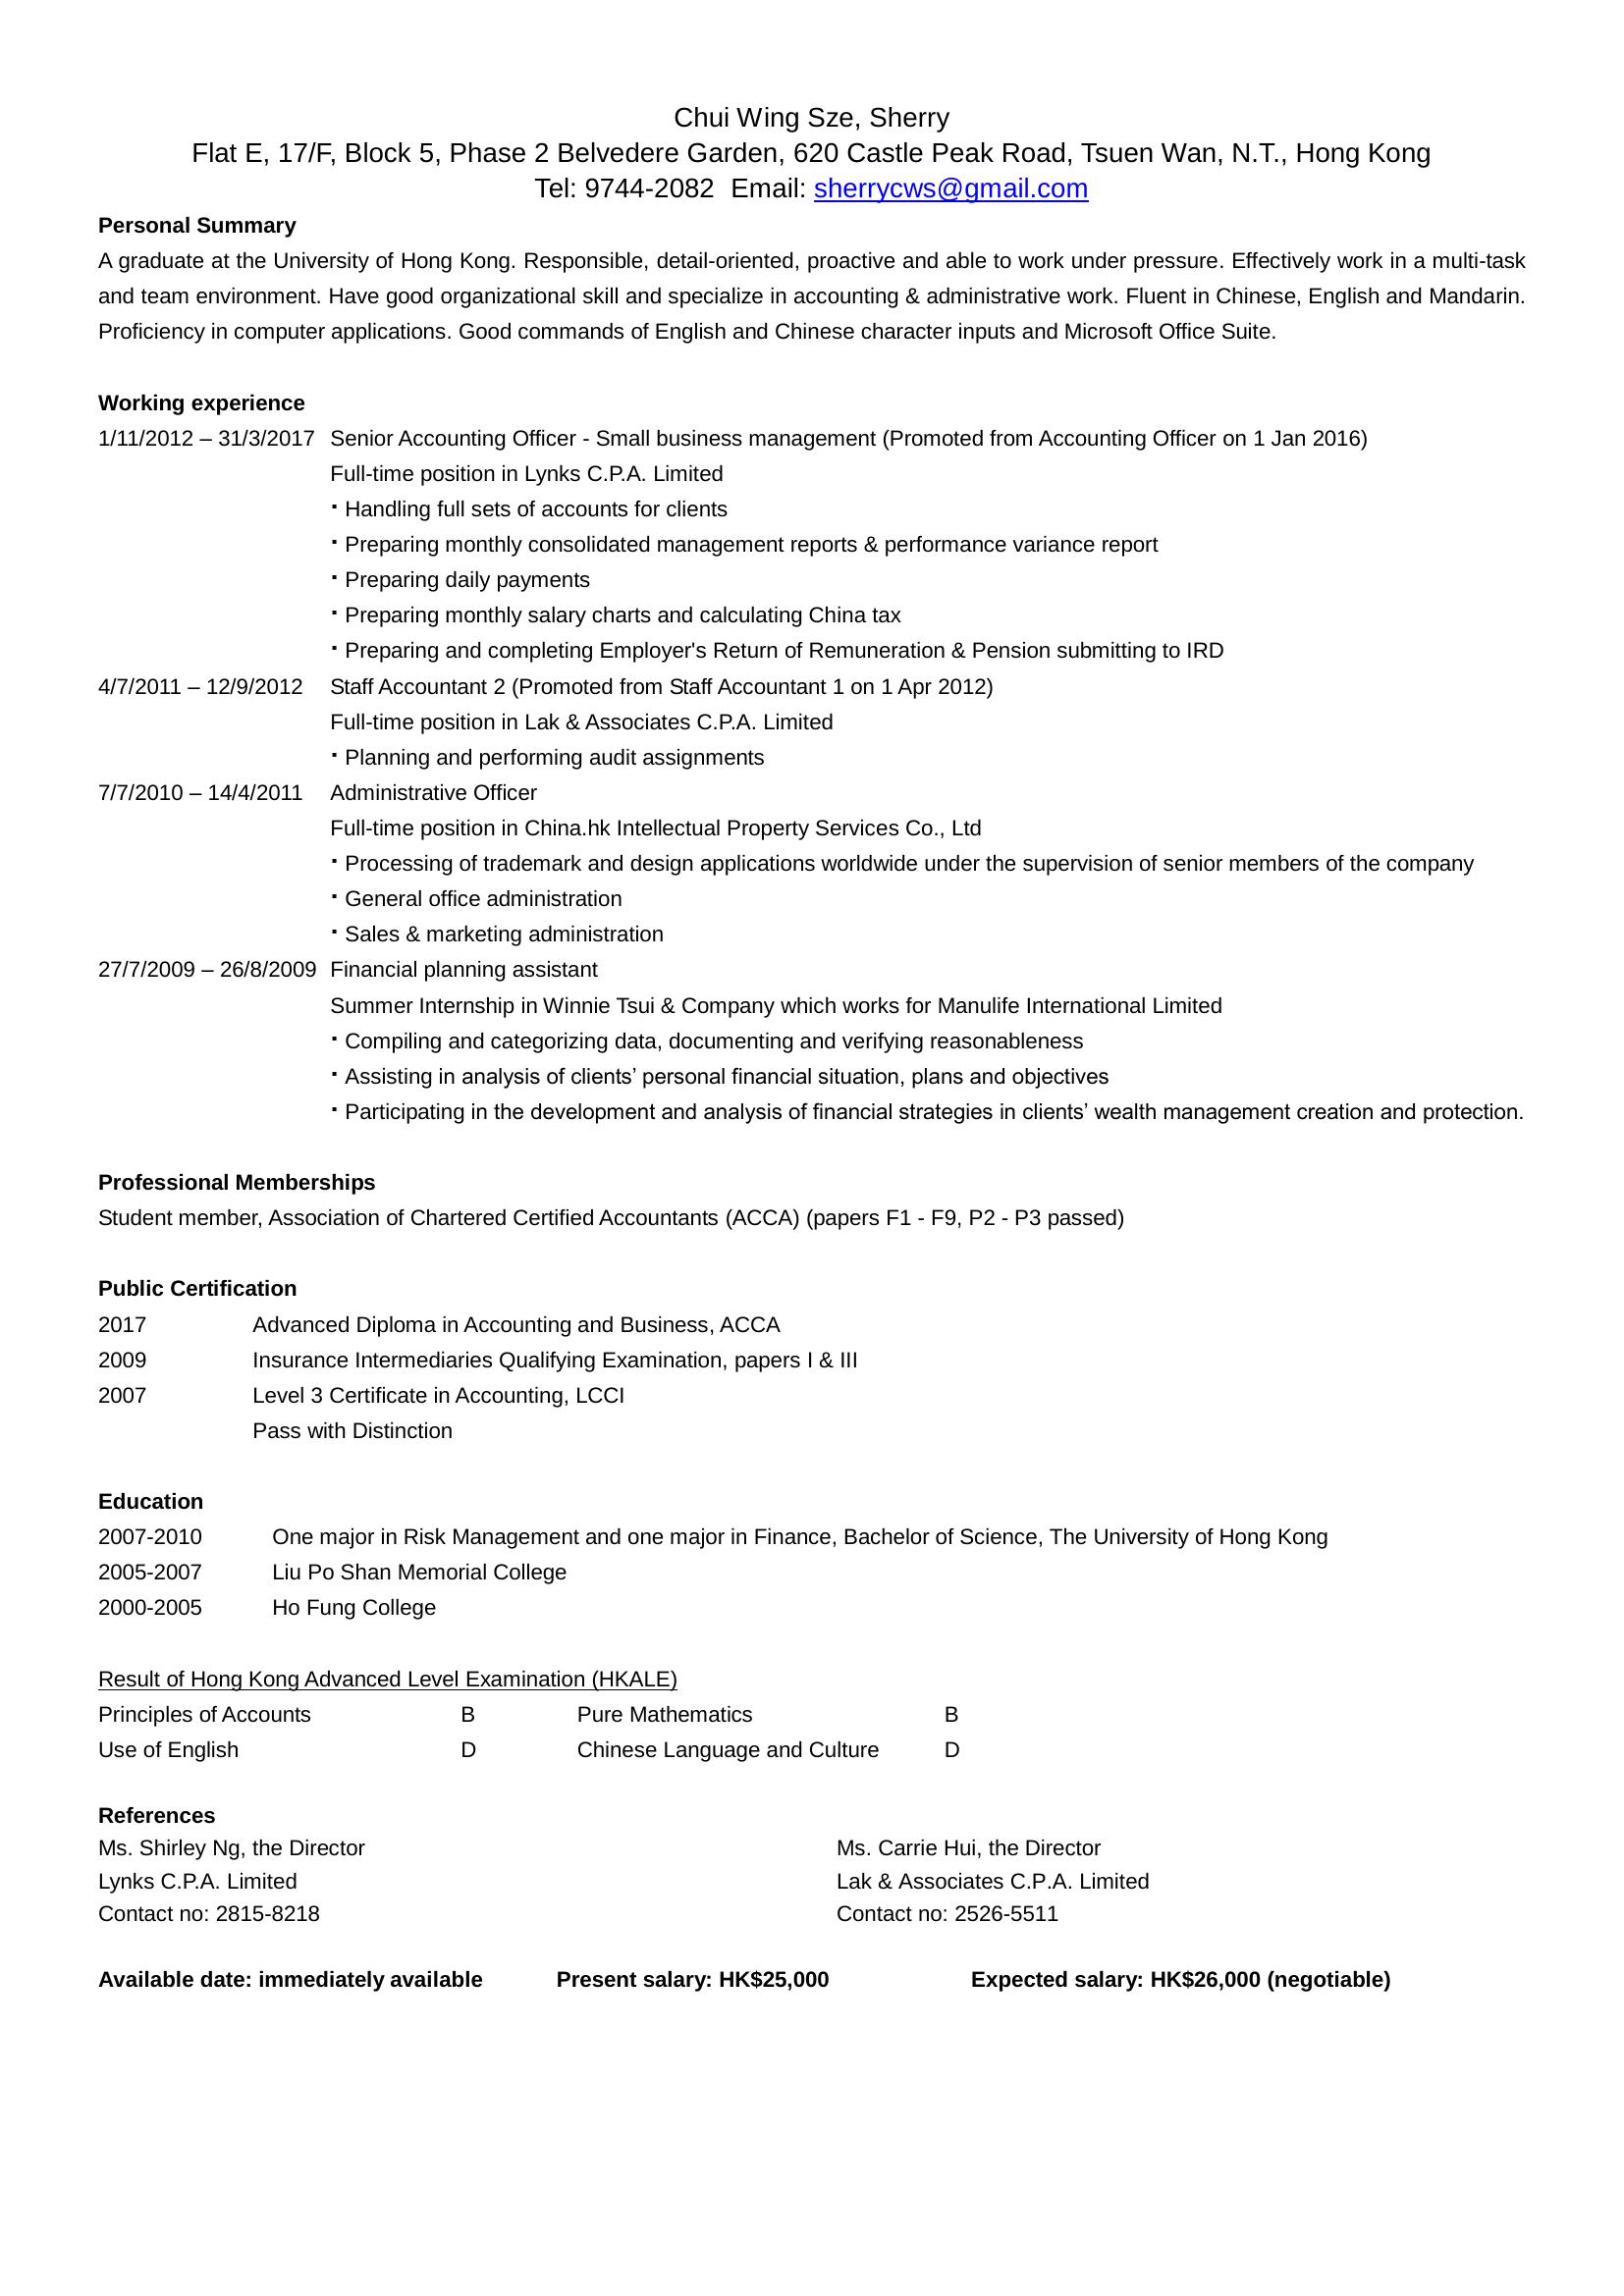 Chui Wing Sze, Sherry
Flat E, 17/F, Block 5, Phase 2 Belvedere Garden, 620 Castle Peak Road, Tsuen Wan, N.T., Hong Kong
Tel: 9744-2082 Email: sherrycws@gmail.com
Personal Summary
A graduate at the University of Hong Kong. Responsible, detail-oriented, proactive and able to work under pressure. Effectively work in a multi-task
and team environment. Have good organizational skill and specialize in accounting & administrative work. Fluent in Chinese, English and Mandarin.
Proficiency in computer applications. Good commands of English and Chinese character inputs and Microsoft Office Suite.
Working experience
1/11/2012 – 31/3/2017 Senior Accounting Officer - Small business management (Promoted from Accounting Officer on 1 Jan 2016)
Full-time position in Lynks C.P.A. Limited
▪ Handling full sets of accounts for clients
▪ Preparing monthly consolidated management reports & performance variance report
▪ Preparing daily payments
▪ Preparing monthly salary charts and calculating China tax
▪ Preparing and completing Employer's Return of Remuneration & Pension submitting to IRD
4/7/2011 – 12/9/2012 Staff Accountant 2 (Promoted from Staff Accountant 1 on 1 Apr 2012)
Full-time position in Lak & Associates C.P.A. Limited
▪ Planning and performing audit assignments
7/7/2010 – 14/4/2011 Administrative Officer
Full-time position in China.hk Intellectual Property Services Co., Ltd
▪ Processing of trademark and design applications worldwide under the supervision of senior members of the company
▪ General office administration
▪ Sales & marketing administration
27/7/2009 – 26/8/2009 Financial planning assistant
Summer Internship in Winnie Tsui & Company which works for Manulife International Limited
▪ Compiling and categorizing data, documenting and verifying reasonableness
▪ Assisting in analysis of clients’ personal financial situation, plans and objectives
▪ Participating in the development and analysis of financial strategies in clients’ wealth management creation and protection.
Professional Memberships
Student member, Association of Chartered Certified Accountants (ACCA) (papers F1 - F9, P2 - P3 passed)
Public Certification
2017 Advanced Diploma in Accounting and Business, ACCA
2009 Insurance Intermediaries Qualifying Examination, papers I & III
2007 Level 3 Certificate in Accounting, LCCI
Pass with Distinction
Education
2007-2010 One major in Risk Management and one major in Finance, Bachelor of Science, The University of Hong Kong
2005-2007 Liu Po Shan Memorial College
2000-2005 Ho Fung College
Result of Hong Kong Advanced Level Examination (HKALE)
Principles of Accounts B Pure Mathematics B
Use of English D Chinese Language and Culture D
References
Ms. Shirley Ng, the Director Ms. Carrie Hui, the Director
Lynks C.P.A. Limited Lak & Associates C.P.A. Limited
Contact no: 2815-8218 Contact no: 2526-5511
Available date: immediately available Present salary: HK$25,000 Expected salary: HK$26,000 (negotiable)